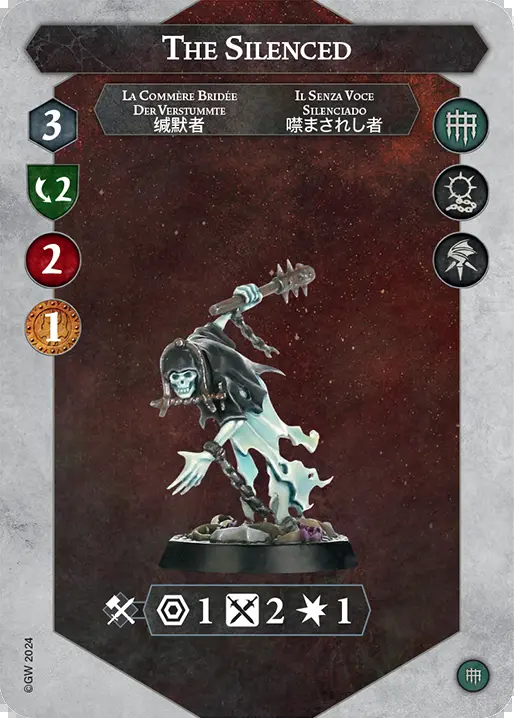 The Silenced
La Commère Bridée
Der Verstummte
缄默者
Il Senza Voce
Silenciado
噤まされし者
3
2
2
1
1 2 1
©GW 2024